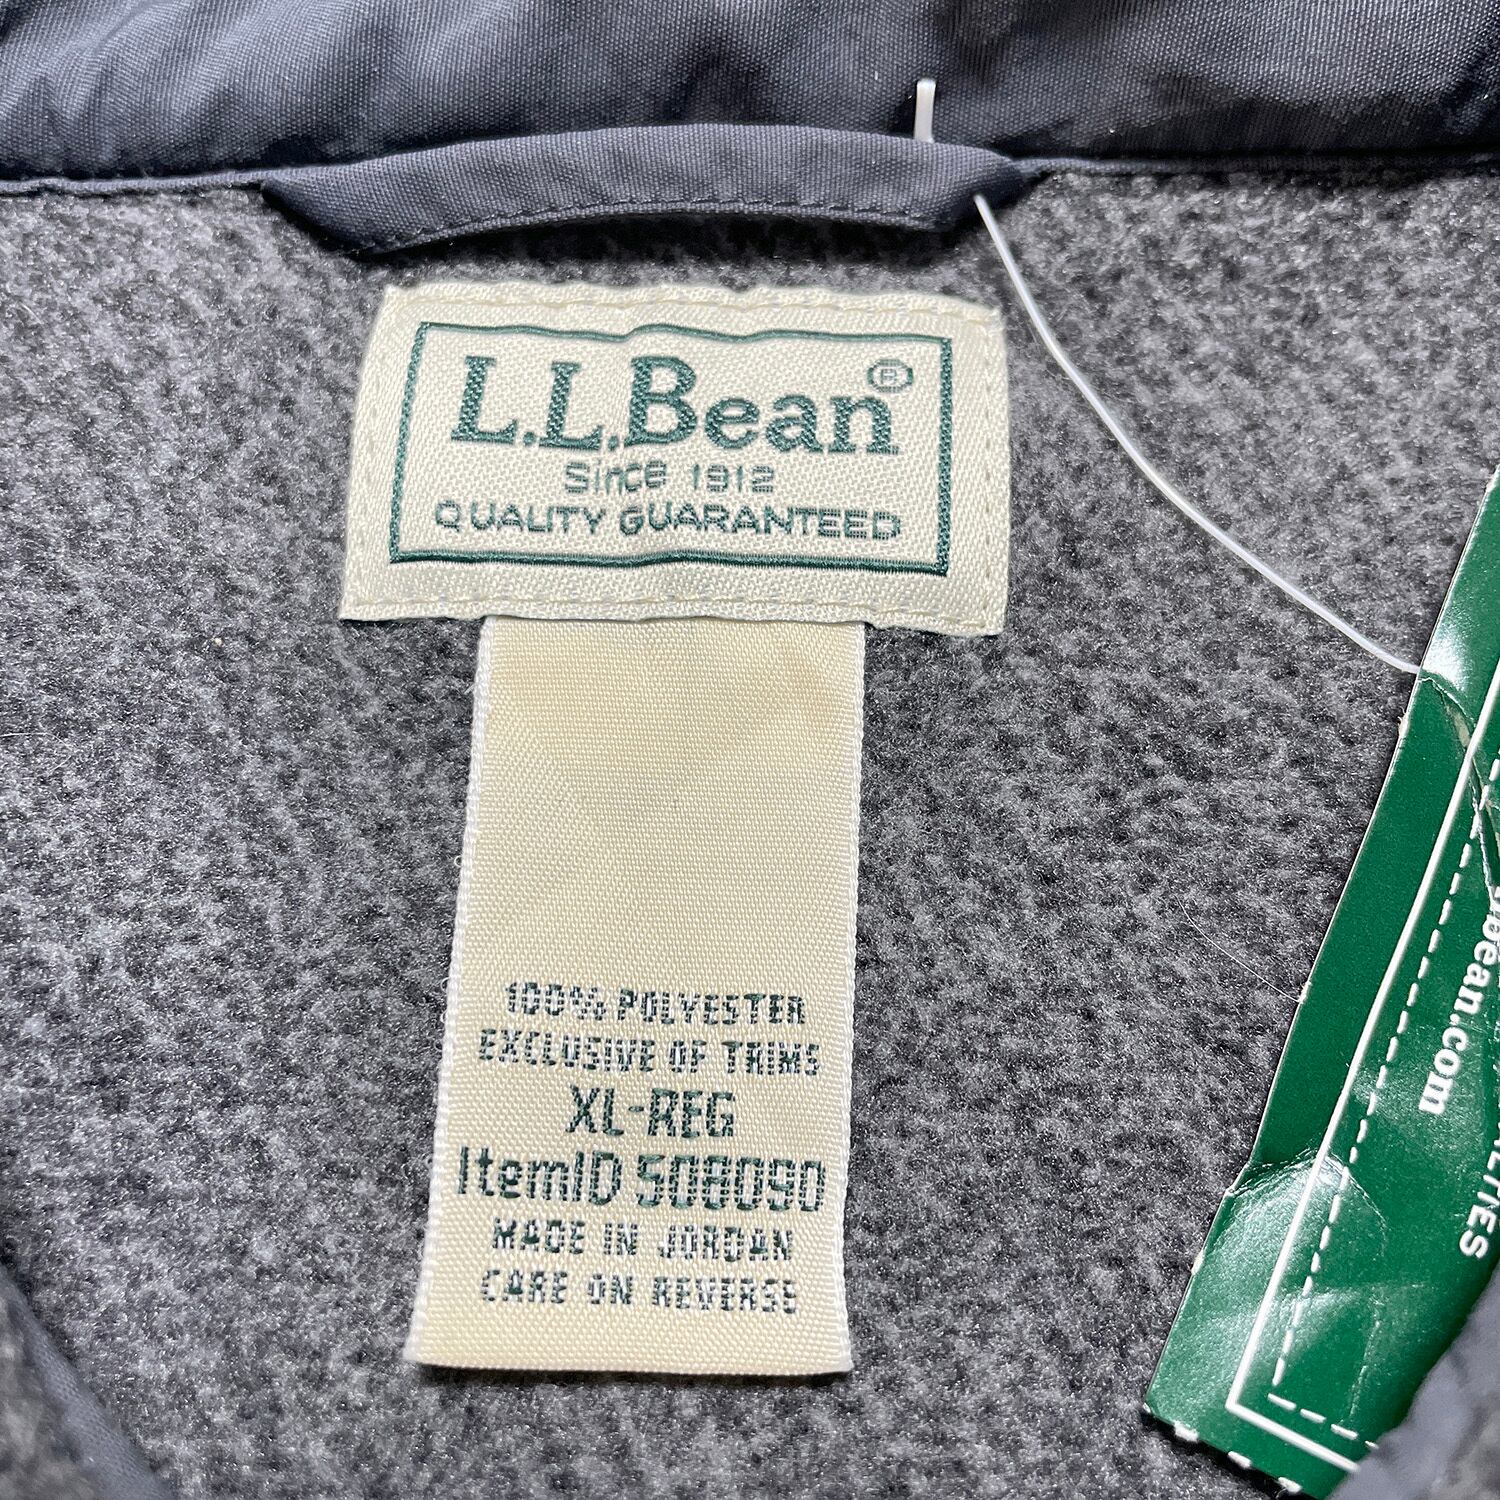 L.L.Bean®
Since 1912
QUALITY GUARANTEED
100% POLYESTER
EXCLUSIVE OF TRIMS
XL-REG
ItemID 508090
MADE IN JORDAN
CARE ON REVERSE
bean.com